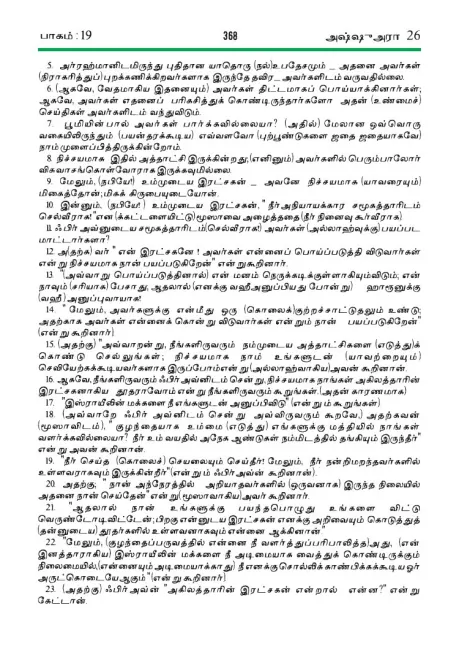 பாகம் : 19 368 அஷ்ஷுஅரா 26
5. அர்ரஹ்மானிடமிருந்து புதிதான யாதொரு (நல்)உபதேசமும் _ அதனை அவர்கள்
(நிராகரித்துப்) புறக்கணிக்கிறவர்களாக இருந்தே தவிர_ அவர்களிடம் வருவதில்லை.
6. (ஆகவே, வேதமாகிய இதனையும்) அவர்கள் திட்டமாகப் பொய்யாக்கினார்கள்;
ஆகவே, அவர்கள் எதனைப் பரிகசித்துக் கொண்டிருந்தார்களோ அதன் (உண்மைச்)
செய்திகள் அவர்களிடம் வந்துவிடும்.
7. பூமியின்பால் அவர்கள் பார்க்கவில்லையா? (அதில்) மேலான ஒவ்வொரு
வகையிலிருந்தும் (பயன்தரக்கூடிய) எவ்வளவோ (புற்பூண்டுகளை ஜதை ஜதையாகவே)
நாம் முளைப்பித்திருக்கின்றோம்.
8. நிச்சயமாக இதில் அத்தாட்சி இருக்கின்றது; (எனினும்) அவர்களில் பெரும்பாலோர்
விசுவாசங்கொள்வோராக இருக்கவுமில்லை.
9. மேலும், (நபியே!) உம்முடைய இரட்சகன் _ அவனே நிச்சயமாக (யாவரையும்)
மிகைத்தோன்; மிகக் கிருபையுடையோன்.
10. இன்னும், (நபியே!) உம்முடைய இரட்சகன், " நீர் அநியாயக்கார சமூகத்தாரிடம்
செல்வீராக!" என (க்கட்டளையிட்டு) மூஸாவை அழைத்ததை (நீர் நினைவு கூர்வீராக)
11. ஃபிர் அவ்னுடைய சமூகத்தாரிடம் (செல்வீராக!) அவர்கள் (அல்லாஹ்வுக்கு) பயப்பட
மாட்டார்களா?
12. அ(தற்க)வர் " என் இரட்சகனே ! அவர்கள் என்னைப் பொய்ப்படுத்தி விடுவார்கள்
என்று நிச்சயமாக நான் பயப்படுகிறேன்" என்று கூறினார்.
13. "(அவ்வாறு பொய்ப்படுத்தினால்) என் மனம் நெருக்கடிக்குள்ளாகியும்விடும்; என்
நாவும் (சரியாக) பேசாது; ஆதலால் (எனக்கு வஹீ அனுப்பியது போன்று) ஹாரூனுக்கு
(வஹீ) அனுப்புவாயாக!
14. " மேலும், அவர்களுக்கு என்மீது ஒரு (கொலைக்)குற்றச்சாட்டுதலும் உண்டு;
அதற்காக அவர்கள் என்னைக் கொன்று விடுவார்கள் என்றும் நான் பயப்படுகிறேன்"
(என்று கூறினார்)
15. (அதற்கு) "அவ்வாறன்று, நீங்களிருவரும் நம்முடைய அத்தாட்சிகளை (எடுத்து)க்
கொண்டு செல்லுங்கள்; நிச்சயமாக நாம் உங்களுடன் (யாவற்றையும்)
செவியேற்கக்கூடியவர்களாக இருப்போம் என்று (அல்லாஹ்வாகிய)அவன் கூறினான்.
16. ஆகவே, நீங்களிருவரும் ஃபிர் அவ்னிடம் சென்று, நிச்சயமாக நாங்கள் அகிலத்தாரின்
இரட்சகனாகிய தூதராவோம் என்று நீங்களிருவரும் கூறுங்கள். (அதன் காரணமாக)
17. "இஸ்ராயீலின் மக்களை நீ எங்களுடன் அனுப்பிவிடு" (என்றும் கூறுங்கள்)
18. (அவ்வாறே ஃபிர் அவ்னிடம் சென்று அவ்விருவரும் கூறவே,) அதற்கவன்
(மூஸாவிடம்), " குழந்தையாக உம்மை (எடுத்து) எங்களுக்கு மத்தியில் நாங்கள்
வளர்க்கவில்லையா? நீர் உம் வயதில் அநேக ஆண்டுகள் நம்மிடத்தில் தங்கியும் இருந்தீர்"
என்று அவன் கூறினான்.
19. "நீர் செய்த (கொலைச்) செயலையும் செய்தீர்! மேலும், நீர் நன்றிமறந்தவர்களில்
உள்ளவராகவும் இருக்கின்றீர்" (என்றும் ஃபிர்அவ்ன் கூறினான்).
20. அதற்கு, " நான் அந்நேரத்தில் அறியாதவர்களில் (ஒருவனாக) இருந்த நிலையில்
அதனை நான் செய்தேன்" என்று (மூஸாவாகிய)அவர் கூறினார்.
21. "ஆதலால் நான் உங்களுக்கு பயந்தபொழுது உங்களை விட்டு
வெருண்டோடிவிட்டேன்; பிறகு என்னுடைய இரட்சகன் எனக்கு அறிவையும் கொடுத்துத்
(தன்னுடைய) தூதர்களில் உள்ளவனாகவும் என்னை ஆக்கினான்"
22. "மேலும், (குழந்தைப்பருவத்தில் என்னை நீ வளர்த்துப்பரிபாலித்த)அது, (என்
இனத்தாராகிய) இஸ்ராயீலின் மக்களை நீ அடிமையாக வைத்துக் கொண்டிருக்கும்
நிலைமையில், (என்னையும் அடிமையாக்காது) நீ எனக்கு சொல்லிக்காண்பிக்கக்கூடிய ஓர்
அருட்கொடையேஆகும்" (என்று கூறினார்)
23. (அதற்கு) ஃபிர் அவ்ன் "அகிலத்தாரின் இரட்சகன் என்றால் என்ன?" என்று
கேட்டான்.